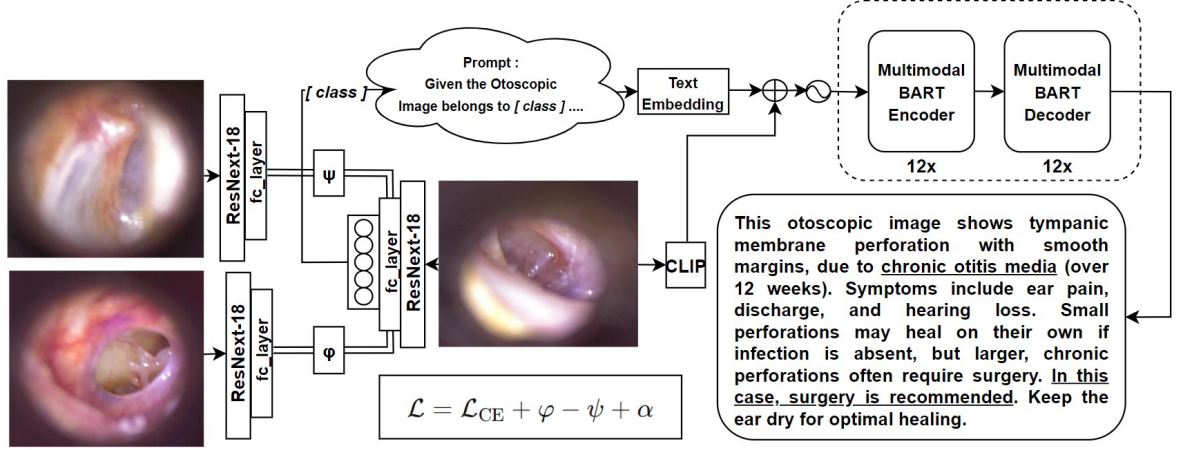 Prompt :
Given the Otoscopic
Image belongs to [ class ] ....
[ class ]
Text
Embedding
Multimodal
BART
Encoder
12x
Multimodal
BART
Decoder
12x
ResNext-18
fc_layer
ψ
fc_layer
ResNext-18
CLIP
ResNext-18
fc_layer
φ
L = L_CE + φ − ψ + α
This otoscopic image shows tympanic
membrane perforation with smooth
margins, due to chronic otitis media (over
12 weeks). Symptoms include ear pain,
discharge, and hearing loss. Small
perforations may heal on their own if
infection is absent, but larger, chronic
perforations often require surgery. In this
case, surgery is recommended. Keep the
ear dry for optimal healing.